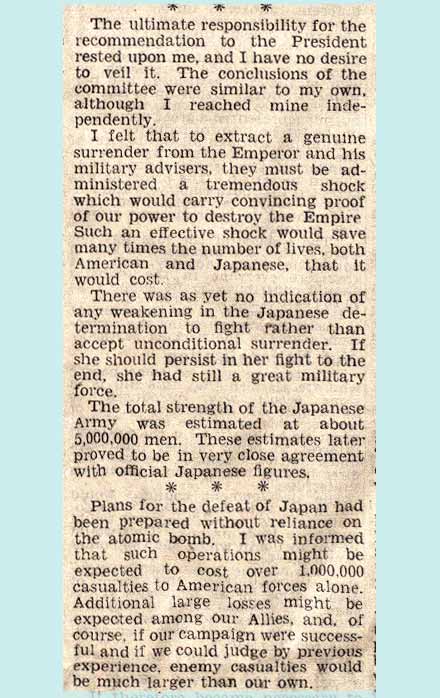 * * *
The ultimate responsibility for the
recommendation to the President
rested upon me, and I have no desire
to veil it. The conclusions of the
committee were similar to my own,
although I reached mine inde-
pendently.
I felt that to extract a genuine
surrender from the Emperor and his
military advisers, they must be ad-
ministered a tremendous shock
which would carry convincing proof
of our power to destroy the Empire
Such an effective shock would save
many times the number of lives, both
American and Japanese, that it
would cost.
There was as yet no indication of
any weakening in the Japanese de-
termination to fight rather than
accept unconditional surrender. If
she should persist in her fight to the
end, she had still a great military
force.
The total strength of the Japanese
Army was estimated at about
5,000,000 men. These estimates later
proved to be in very close agreement
with official Japanese figures.
* * *
Plans for the defeat of Japan had
been prepared without reliance on
the atomic bomb. I was informed
that such operations might be
expected to cost over 1,000,000
casualties to American forces alone.
Additional large losses might be
expected among our Allies, and, of
course, if our campaign were success-
ful and if we could judge by previous
experience, enemy casualties would
be much larger than our own.